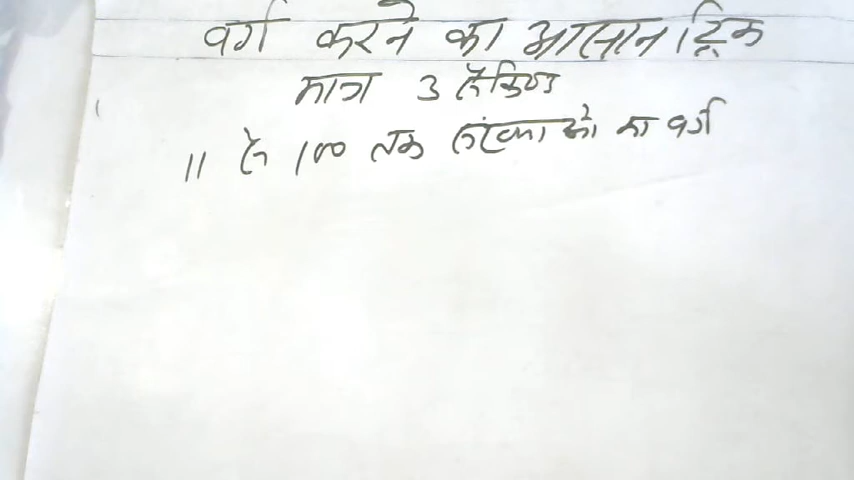 वर्ग करने का आसान ट्रिक
मात्र 3 सेकेण्ड
11 से 100 तक संख्याओं का वर्ग